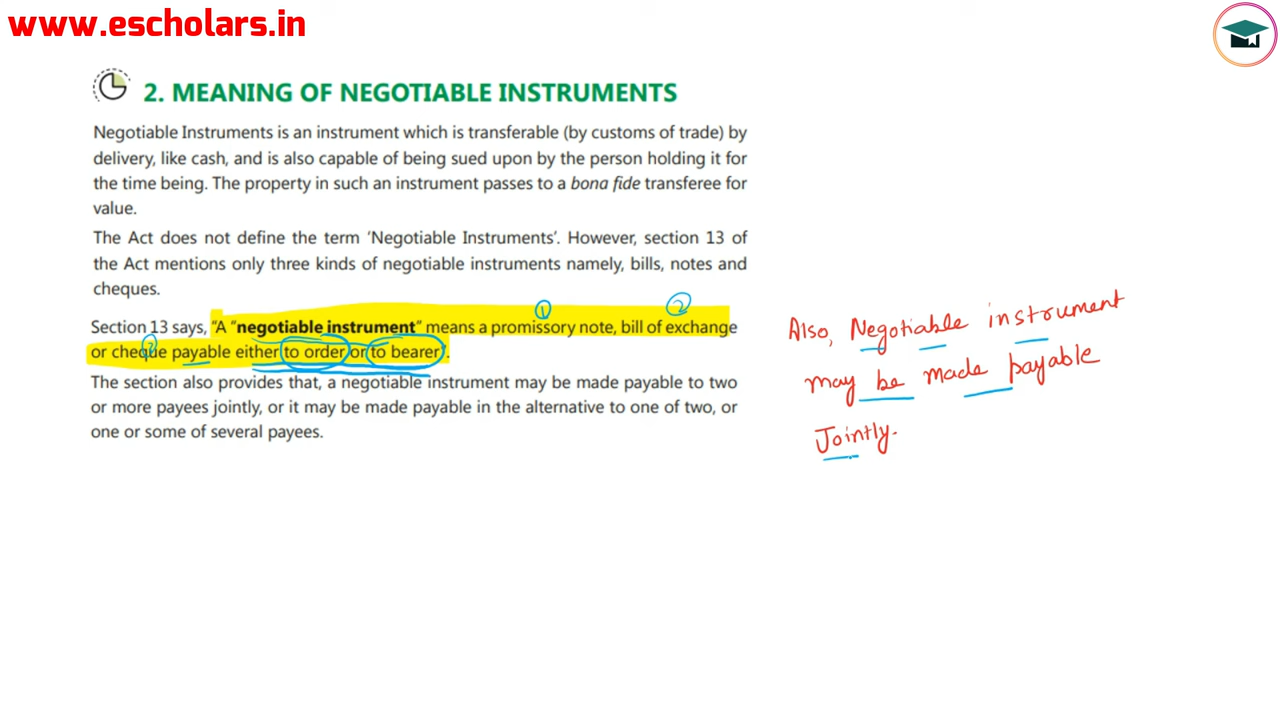 www.escholars.in
2. MEANING OF NEGOTIABLE INSTRUMENTS
Negotiable Instruments is an instrument which is transferable (by customs of trade) by
delivery, like cash, and is also capable of being sued upon by the person holding it for
the time being. The property in such an instrument passes to a bona fide transferee for
value.
The Act does not define the term ‘Negotiable Instruments’. However, section 13 of
the Act mentions only three kinds of negotiable instruments namely, bills, notes and
cheques.
1 2
Section 13 says, “A “negotiable instrument” means a promissory note, bill of exchange
3
or cheque payable either to order or to bearer”.
The section also provides that, a negotiable instrument may be made payable to two
or more payees jointly, or it may be made payable in the alternative to one of two, or
one or some of several payees.
Also, Negotiable instrument
may be made payable
Jointly.